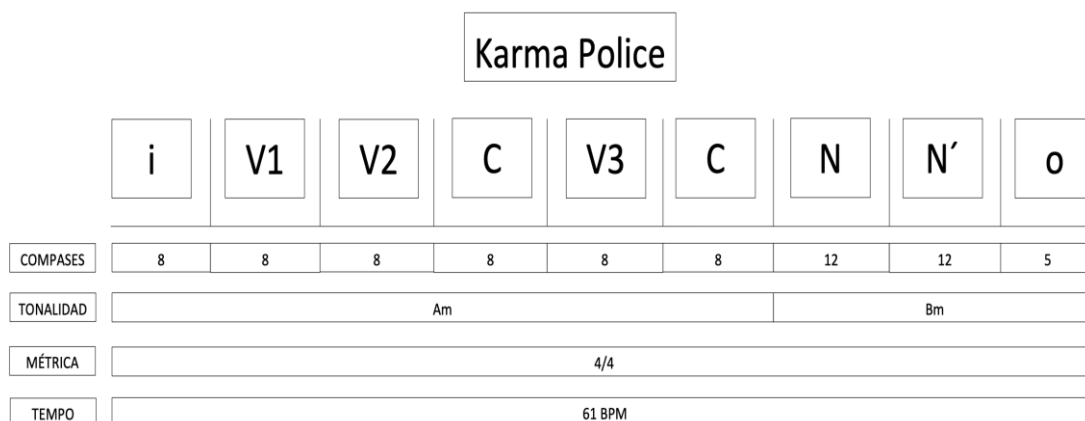 Karma Police
i V1 V2 C V3 C N N´ o
COMPASES 8 8 8 8 8 8 12 12 5
TONALIDAD Am Bm
MÉTRICA 4/4
TEMPO 61 BPM